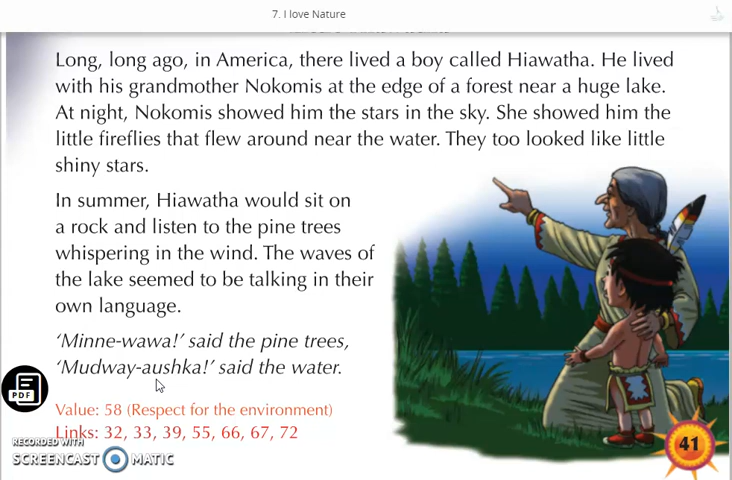 7. I love Nature
Long, long ago, in America, there lived a boy called Hiawatha. He lived
with his grandmother Nokomis at the edge of a forest near a huge lake.
At night, Nokomis showed him the stars in the sky. She showed him the
little fireflies that flew around near the water. They too looked like little
shiny stars.
In summer, Hiawatha would sit on
a rock and listen to the pine trees
whispering in the wind. The waves of
the lake seemed to be talking in their
own language.
‘Minne-wawa!’ said the pine trees,
‘Mudway-aushka!’ said the water.
PDF
Value: 58 (Respect for the environment)
Links: 32, 33, 39, 55, 66, 67, 72
RECORDED WITH
SCREENCAST MATIC
41